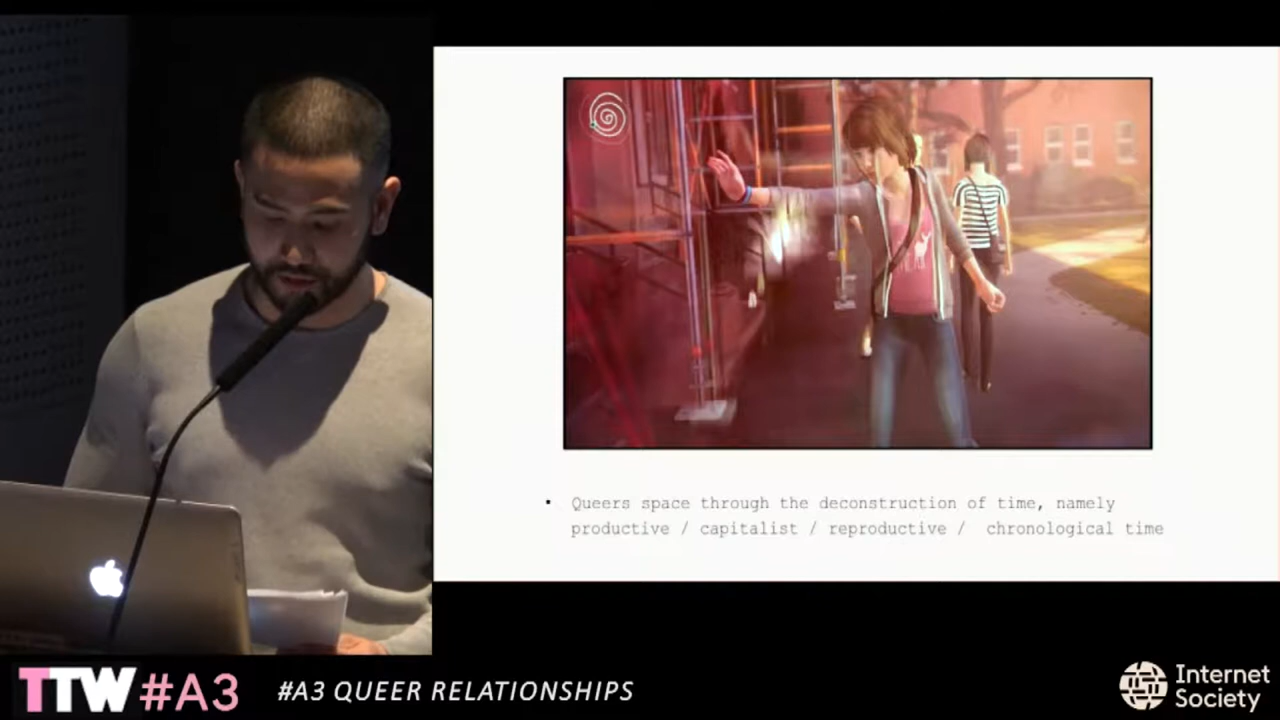 Queers space through the deconstruction of time, namely
productive / capitalist / reproductive / chronological time
TTW #A3
#A3 QUEER RELATIONSHIPS
Internet
Society